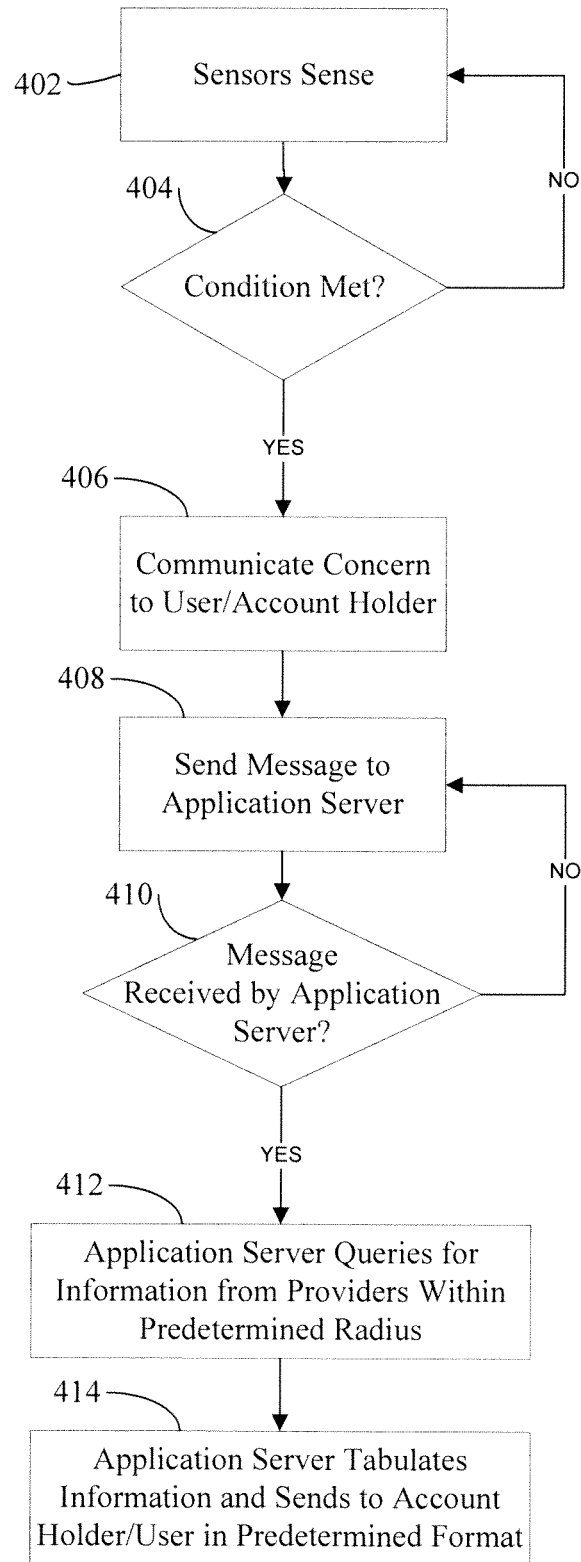 402
Sensors Sense
NO
404
Condition Met?
YES
406
Communicate Concern
to User/Account Holder
408
Send Message to
Application Server
NO
410
Message
Received by Application
Server?
YES
412
Application Server Queries for
Information from Providers Within
Predetermined Radius
414
Application Server Tabulates
Information and Sends to Account
Holder/User in Predetermined Format